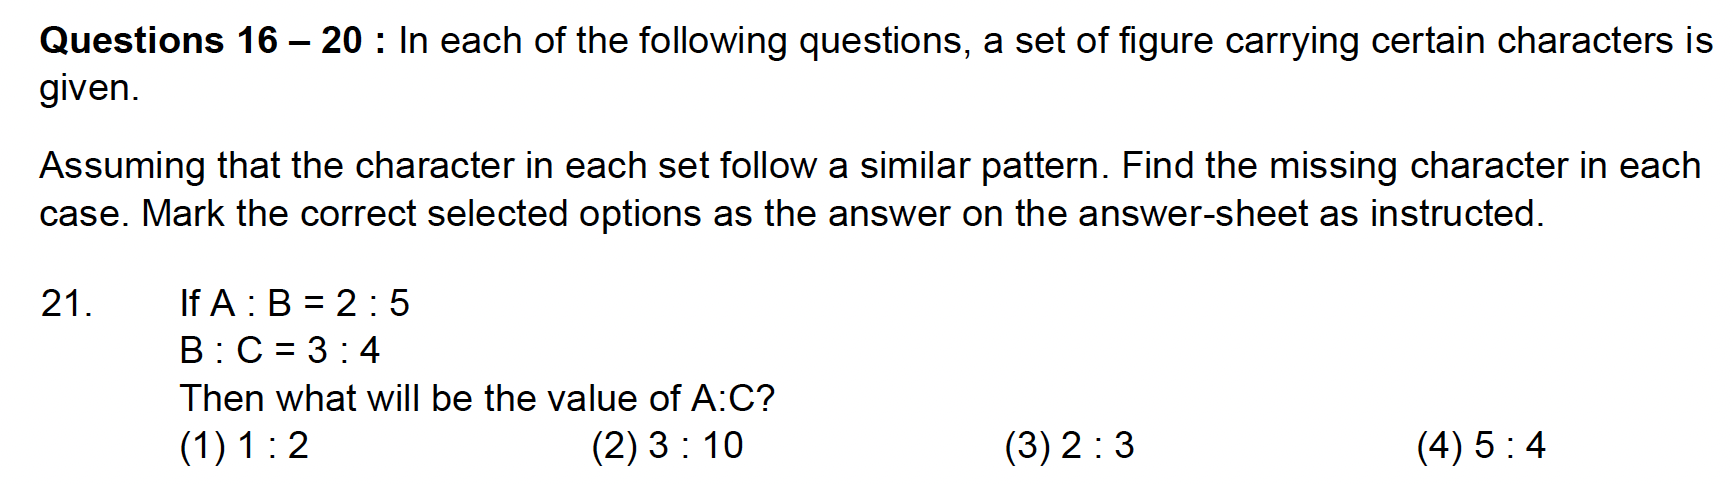 Questions 16 – 20 : In each of the following questions, a set of figure carrying certain characters is
given.
Assuming that the character in each set follow a similar pattern. Find the missing character in each
case. Mark the correct selected options as the answer on the answer-sheet as instructed.
21. If A : B = 2 : 5
B : C = 3 : 4
Then what will be the value of A:C?
(1) 1 : 2 (2) 3 : 10 (3) 2 : 3 (4) 5 : 4